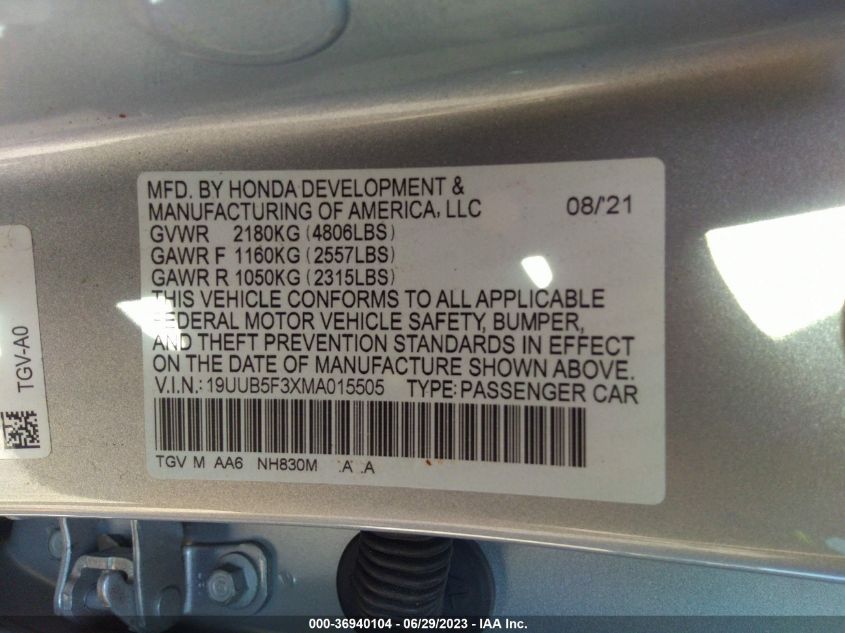 MFD. BY HONDA DEVELOPMENT &
MANUFACTURING OF AMERICA, LLC 08/'21
GVWR 2180KG (4806LBS)
GAWR F 1160KG (2557LBS)
GAWR R 1050KG (2315LBS)
THIS VEHICLE CONFORMS TO ALL APPLICABLE
FEDERAL MOTOR VEHICLE SAFETY, BUMPER,
AND THEFT PREVENTION STANDARDS IN EFFECT
ON THE DATE OF MANUFACTURE SHOWN ABOVE.
V.I.N.: 19UUB5F3XMA015505 TYPE: PASSENGER CAR
TGV M AA6 NH830M .A .A
TGV-A0
000-36940104 - 06/29/2023 - IAA Inc.